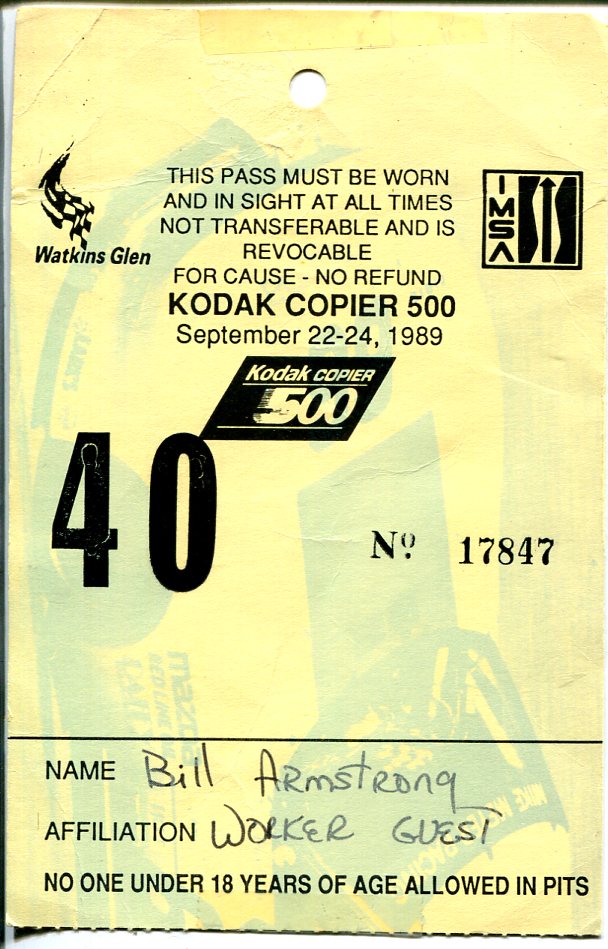 THIS PASS MUST BE WORN
AND IN SIGHT AT ALL TIMES
NOT TRANSFERABLE AND IS
REVOCABLE
FOR CAUSE - NO REFUND
Watkins Glen
IMSA
KODAK COPIER 500
September 22-24, 1989
Kodak COPIER
500
40
No 17847
NAME Bill Armstrong
AFFILIATION WORKER GUEST
NO ONE UNDER 18 YEARS OF AGE ALLOWED IN PITS